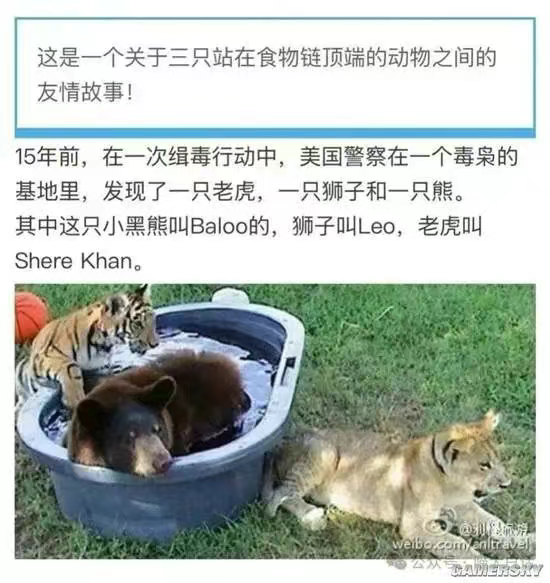 这是一个关于三只站在食物链顶端的动物之间的
友情故事！
15年前，在一次缉毒行动中，美国警察在一个毒枭的
基地里，发现了一只老虎，一只狮子和一只熊。
其中这只小黑熊叫Baloo的，狮子叫Leo，老虎叫
Shere Khan。
weibo.com/anltravel
公众号
GAMERSKY